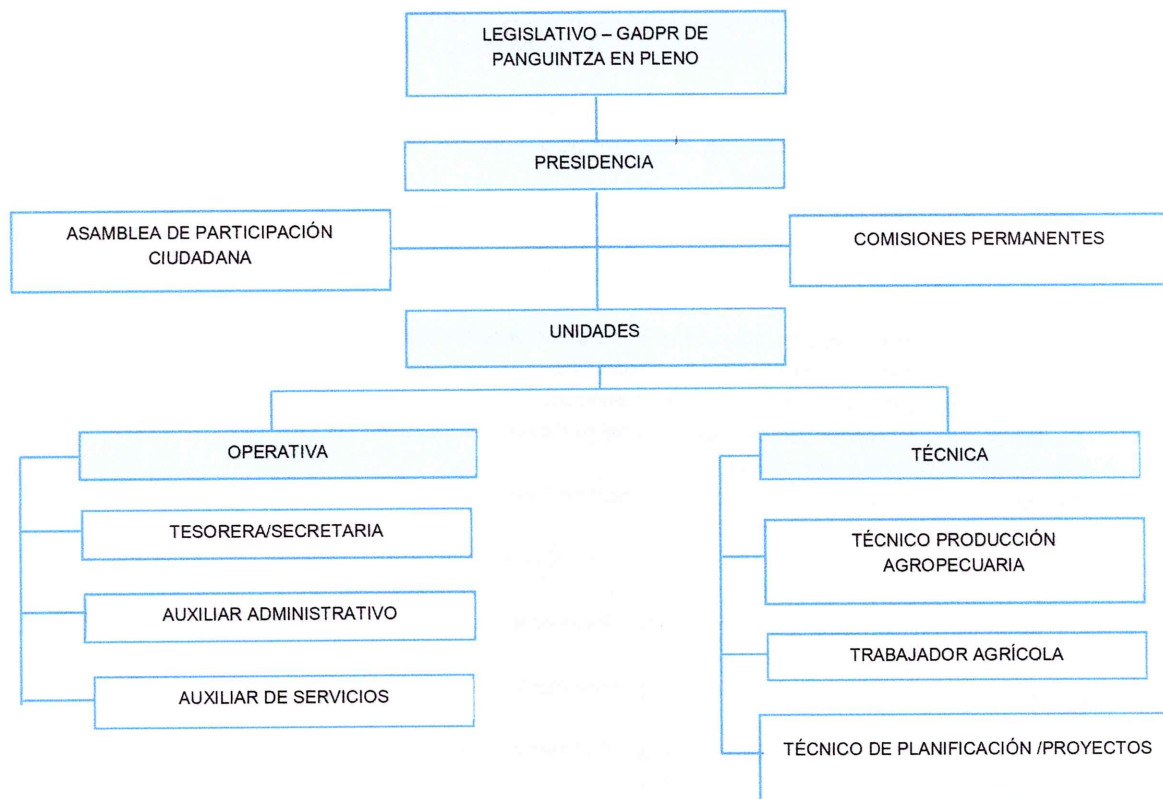 LEGISLATIVO – GADPR DE
PANGUINTZA EN PLENO
PRESIDENCIA
ASAMBLEA DE PARTICIPACIÓN
CIUDADANA
COMISIONES PERMANENTES
UNIDADES
OPERATIVA
TESORERA/SECRETARIA
AUXILIAR ADMINISTRATIVO
AUXILIAR DE SERVICIOS
TÉCNICA
TÉCNICO PRODUCCIÓN
AGROPECUARIA
TRABAJADOR AGRÍCOLA
TÉCNICO DE PLANIFICACIÓN /PROYECTOS